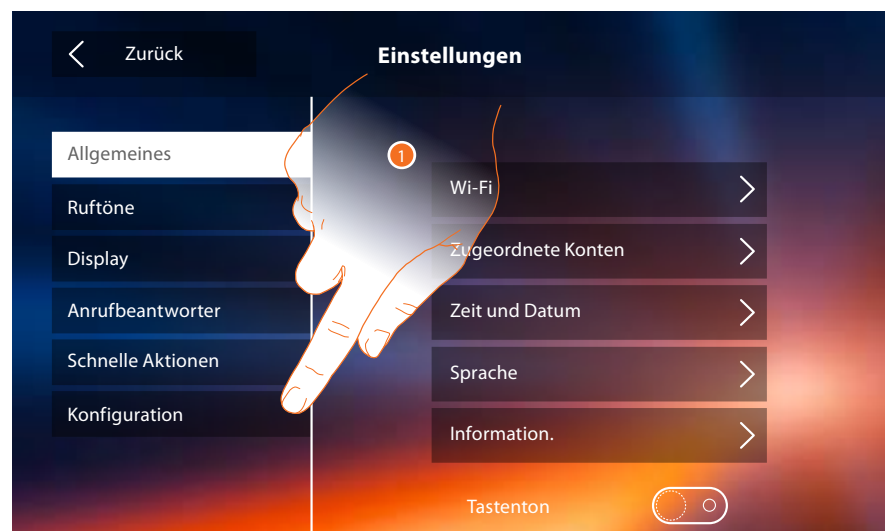 Zurück
Einstellungen
Allgemeines
Ruftöne
Display
Anrufbeantworter
Schnelle Aktionen
Konfiguration
1
Wi-Fi
Zugeordnete Konten
Zeit und Datum
Sprache
Information.
Tastenton